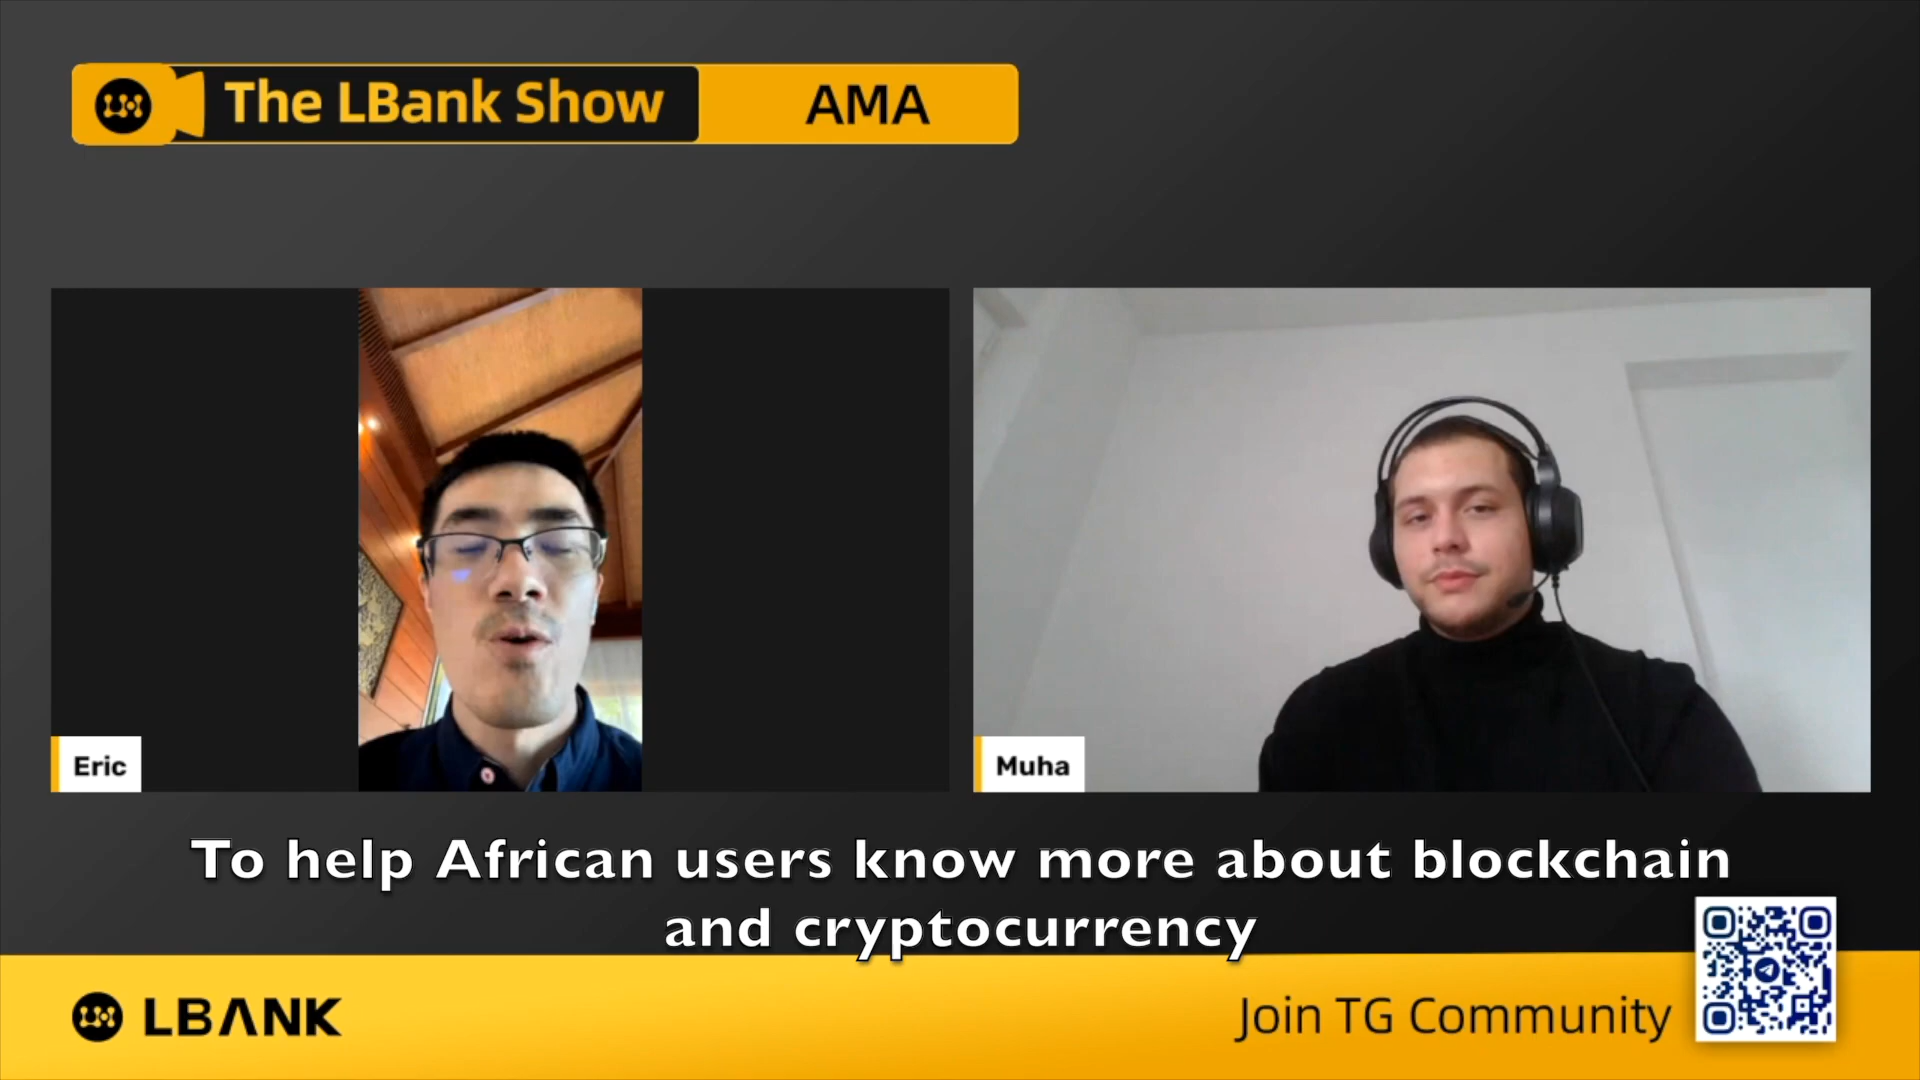 The LBank Show
AMA
Eric
Muha
To help African users know more about blockchain
and cryptocurrency
LBANK
Join TG Community